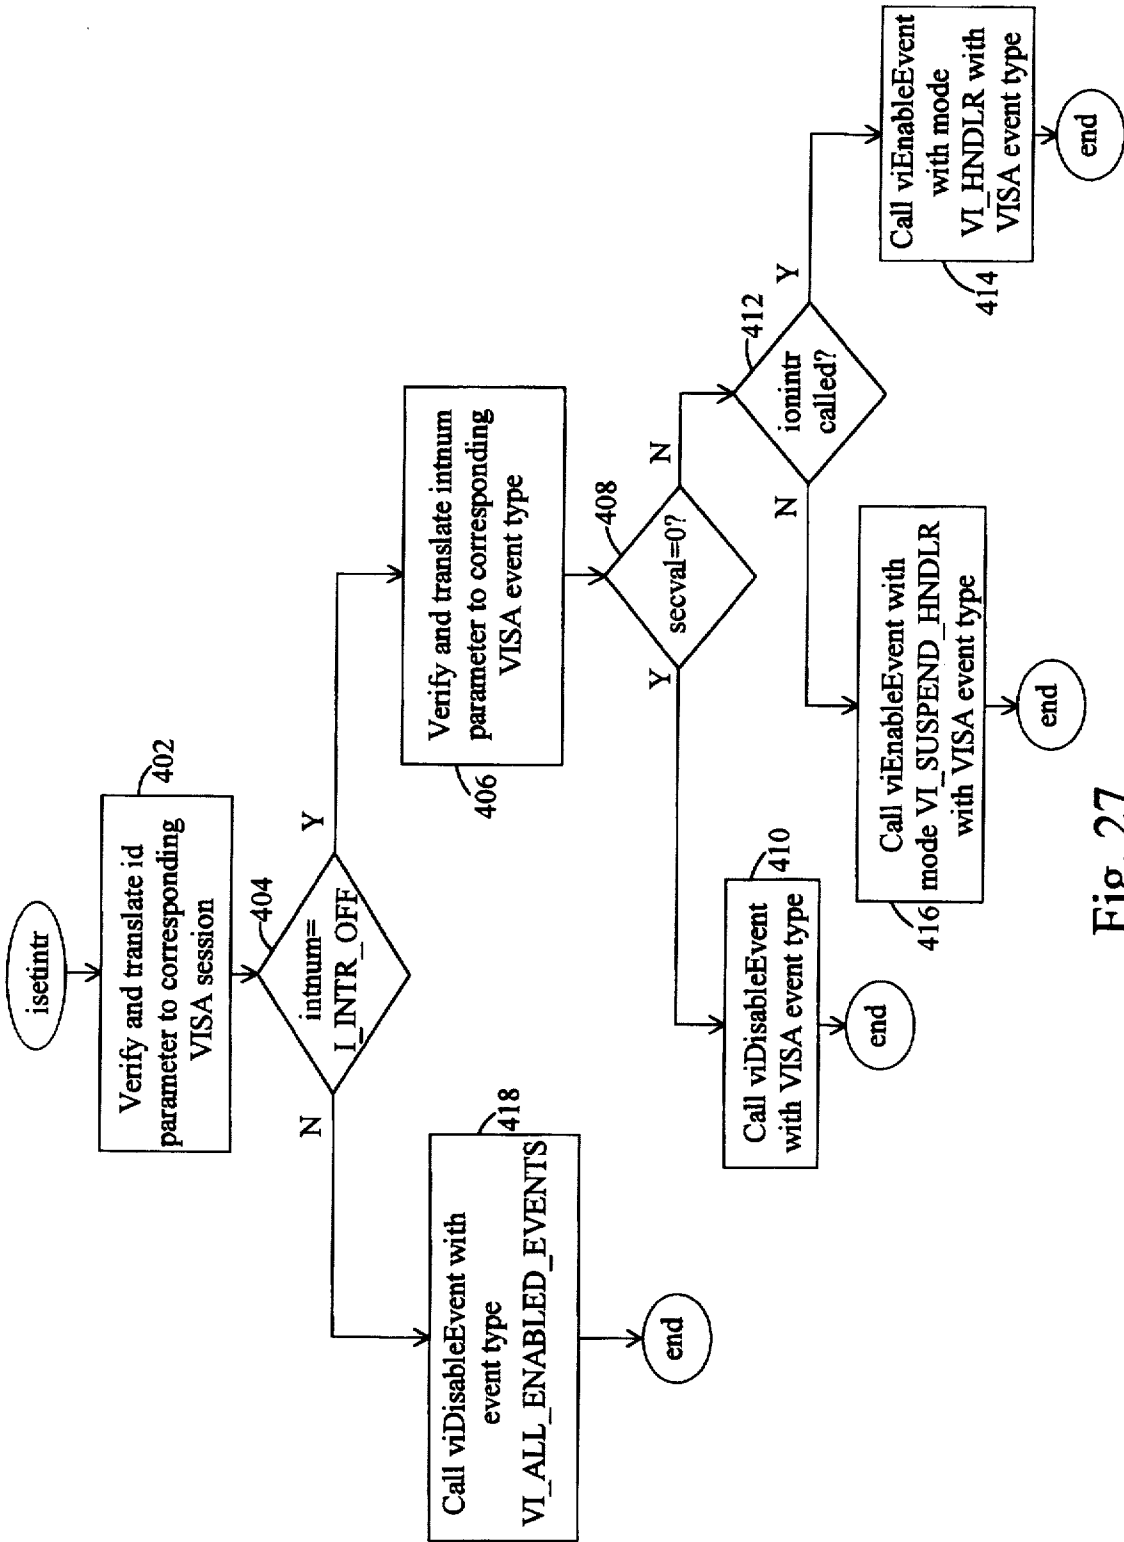 isetintr
402
Verify and translate id
parameter to corresponding
VISA session
404
intnum=
I_INTR_OFF
N
Y
418
Call viDisableEvent with
event type
VI_ALL_ENABLED_EVENTS
end
Verify and translate intnum
parameter to corresponding
VISA event type
406
408
secval=0?
Y
N
410
Call viDisableEvent
with VISA event type
end
412
ionintr
called?
N
Y
Call viEnableEvent with
mode VI_SUSPEND_HNDLR
with VISA event type
416
end
Call viEnableEvent
with mode
VI_HNDLR with
VISA event type
414
end
Fig. 27